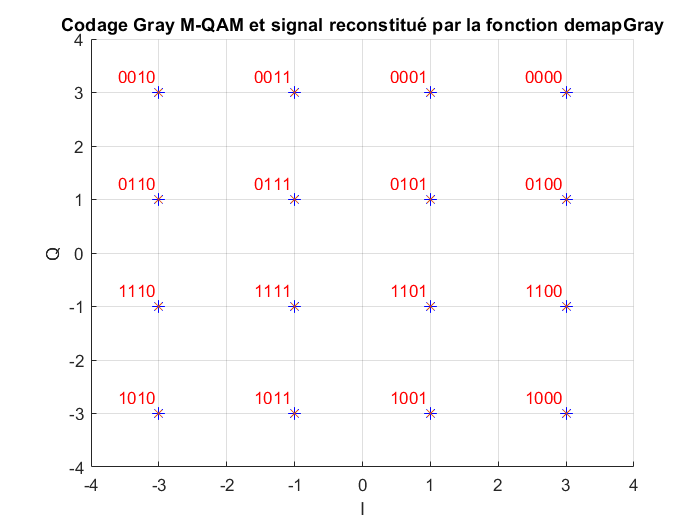 Codage Gray M-QAM et signal reconstitué par la fonction demapGray
4
0010 0011 0001 0000
3
2
0110 0111 0101 0100
1
Q 0
1110 1111 1101 1100
-1
-2
1010 1011 1001 1000
-3
-4
-4 -3 -2 -1 0 1 2 3 4
I